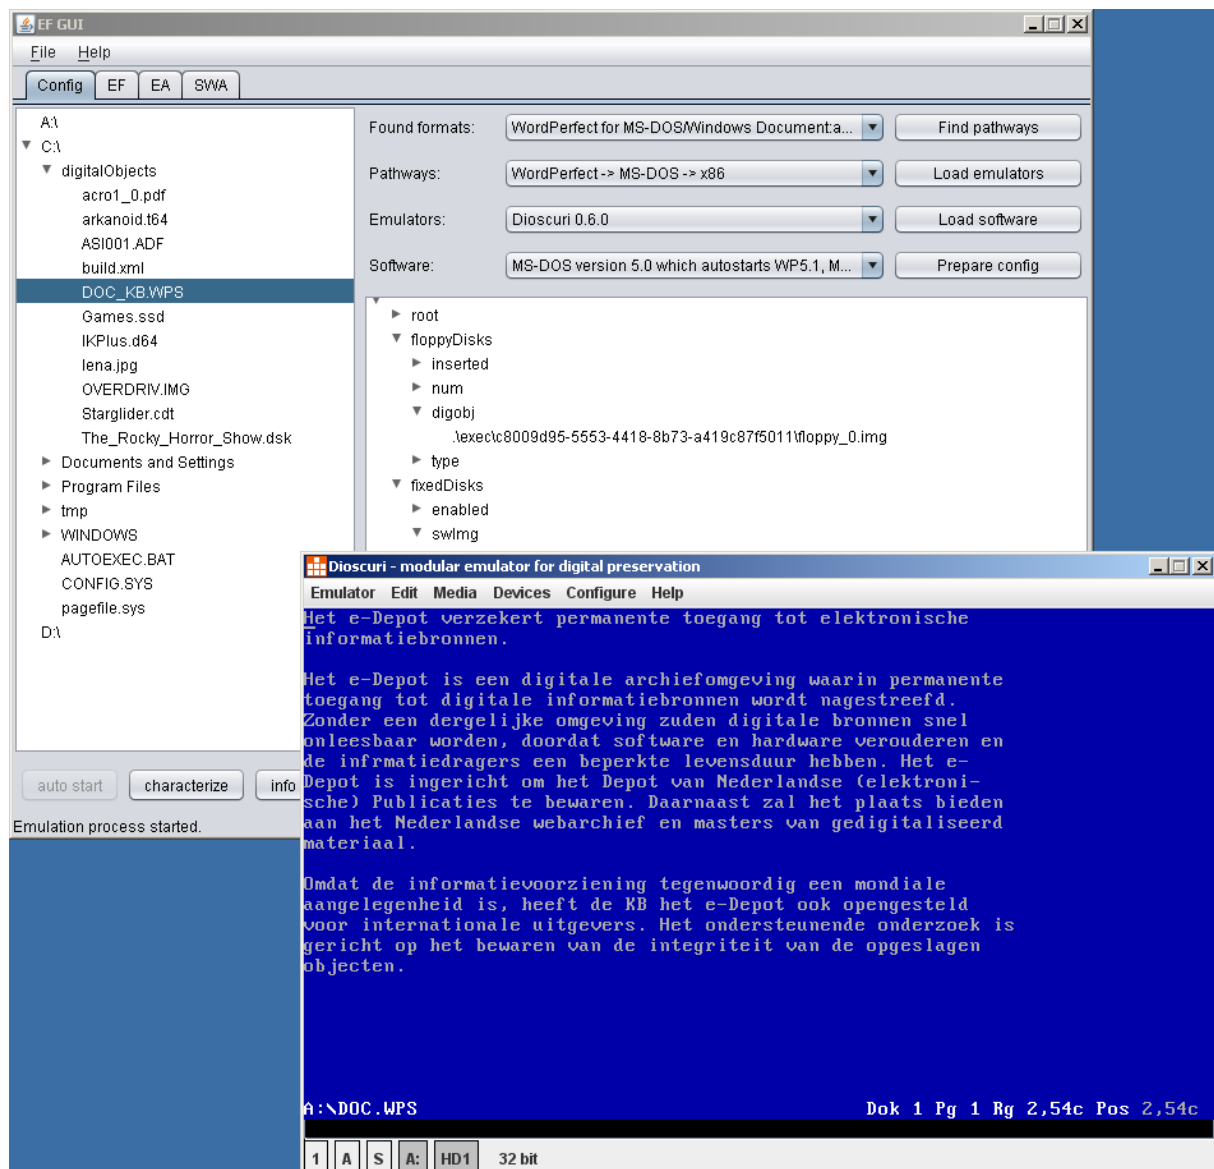 EF GUI
File Help
Config EF EA SWA
A:\
C:\
digitalObjects
acro1_0.pdf
arkanoid.t64
ASI001.ADF
build.xml
DOC_KB.WPS
Games.ssd
IKPlus.d64
lena.jpg
OVERDRIV.IMG
Starglider.cdt
The_Rocky_Horror_Show.dsk
Documents and Settings
Program Files
tmp
WINDOWS
AUTOEXEC.BAT
CONFIG.SYS
pagefile.sys
D:\
auto start characterize info
Emulation process started.
Found formats: WordPerfect for MS-DOS/Windows Document:a... Find pathways
Pathways: WordPerfect -> MS-DOS -> x86 Load emulators
Emulators: Dioscuri 0.6.0 Load software
Software: MS-DOS version 5.0 which autostarts WP5.1, M... Prepare config
root
floppyDisks
inserted
num
digobj
.\exec\c8009d95-5553-4418-8b73-a419c87f5011\floppy_0.img
type
fixedDisks
enabled
swImg
Dioscuri - modular emulator for digital preservation
Emulator Edit Media Devices Configure Help
Het e-Depot verzekert permanente toegang tot elektronische
informatiebronnen.
Het e-Depot is een digitale archiefomgeving waarin permanente
toegang tot digitale informatiebronnen wordt nagestreefd.
Zonder een dergelijke omgeving zuden digitale bronnen snel
onleesbaar worden, doordat software en hardware verouderen en
de infrmatiedragers een beperkte levensduur hebben. Het e-
Depot is ingericht om het Depot van Nederlandse (elektroni-
sche) Publicaties te bewaren. Daarnaast zal het plaats bieden
aan het Nederlandse webarchief en masters van gedigitaliseerd
materiaal.
Omdat de informatievoorziening tegenwoordig een mondiale
aangelegenheid is, heeft de KB het e-Depot ook opengesteld
voor internationale uitgevers. Het ondersteunende onderzoek is
gericht op het bewaren van de integriteit van de opgeslagen
objecten.
A:\DOC.WPS Dok 1 Pg 1 Rg 2,54c Pos 2,54c
1 A S A: HD1 32 bit